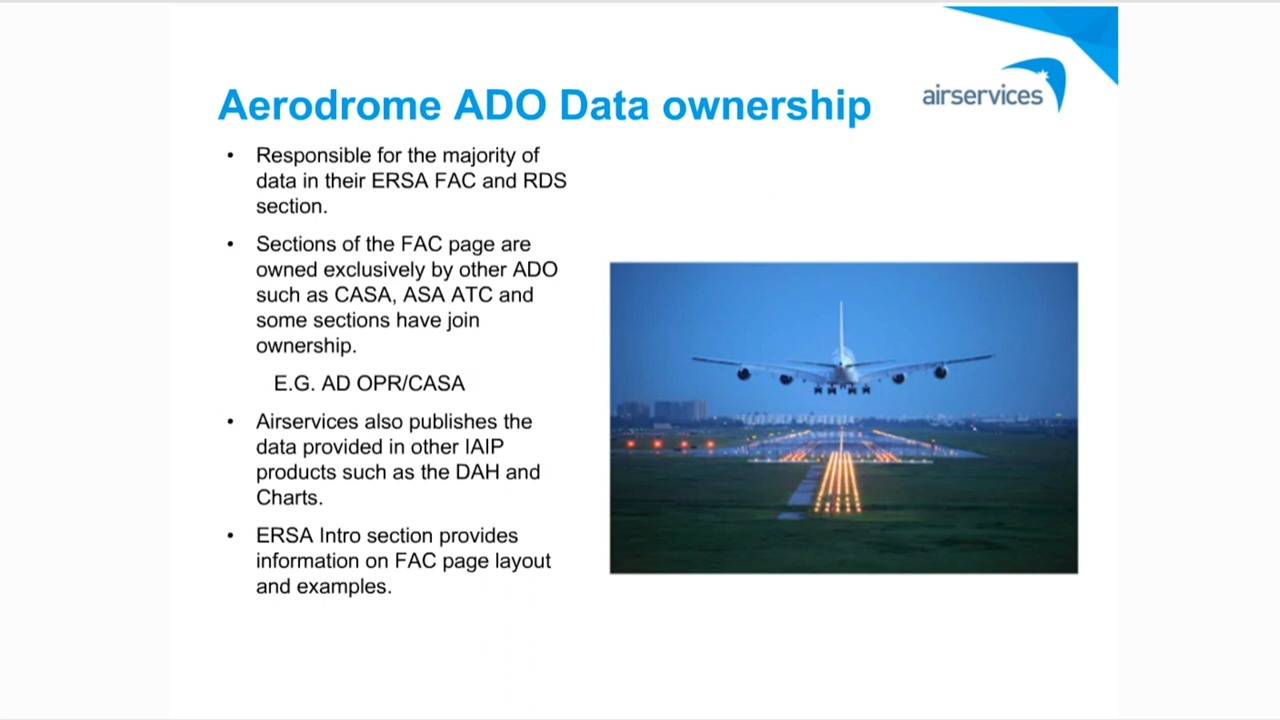 airservices
Aerodrome ADO Data ownership
• Responsible for the majority of
data in their ERSA FAC and RDS
section.
• Sections of the FAC page are
owned exclusively by other ADO
such as CASA, ASA ATC and
some sections have join
ownership.
E.G. AD OPR/CASA
• Airservices also publishes the
data provided in other IAIP
products such as the DAH and
Charts.
• ERSA Intro section provides
information on FAC page layout
and examples.